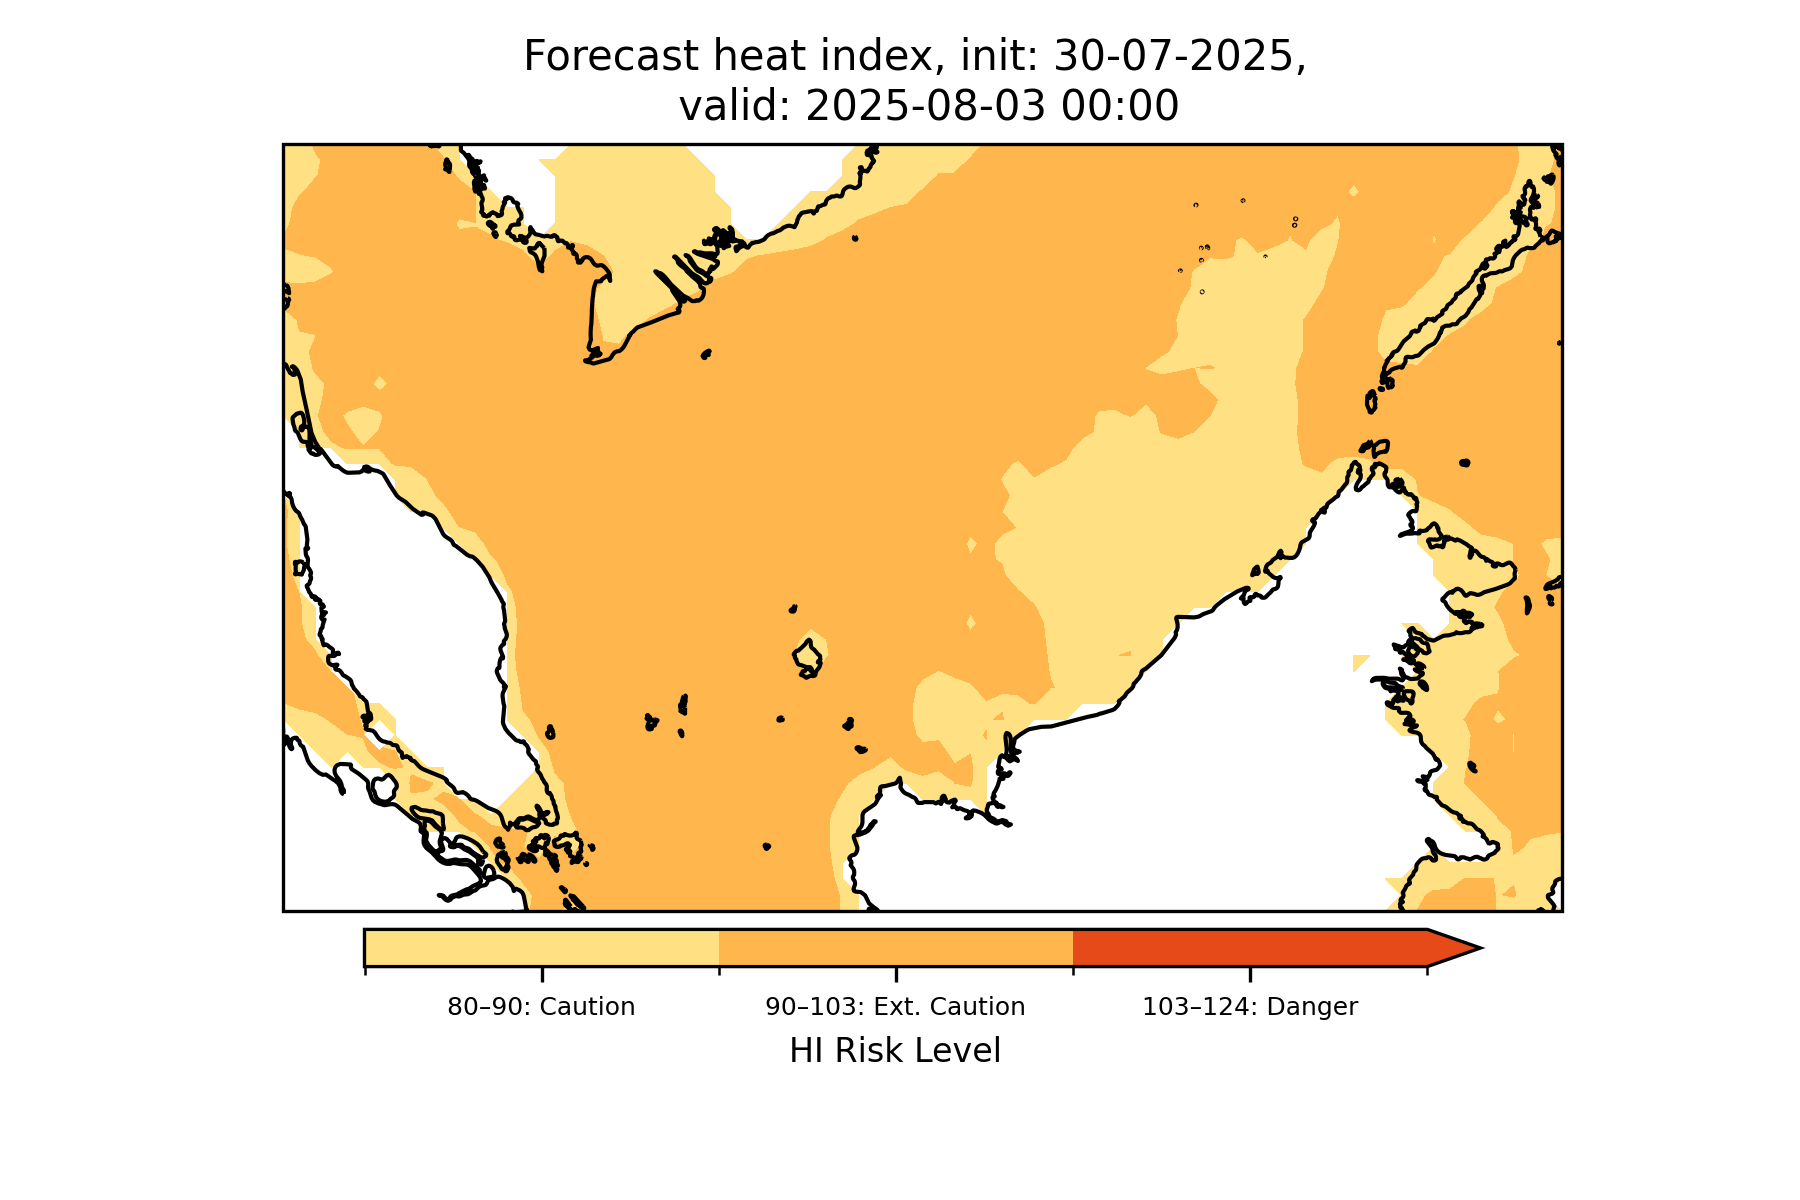 Forecast heat index, init: 30-07-2025,
valid: 2025-08-03 00:00
80–90: Caution
90–103: Ext. Caution
103–124: Danger
HI Risk Level